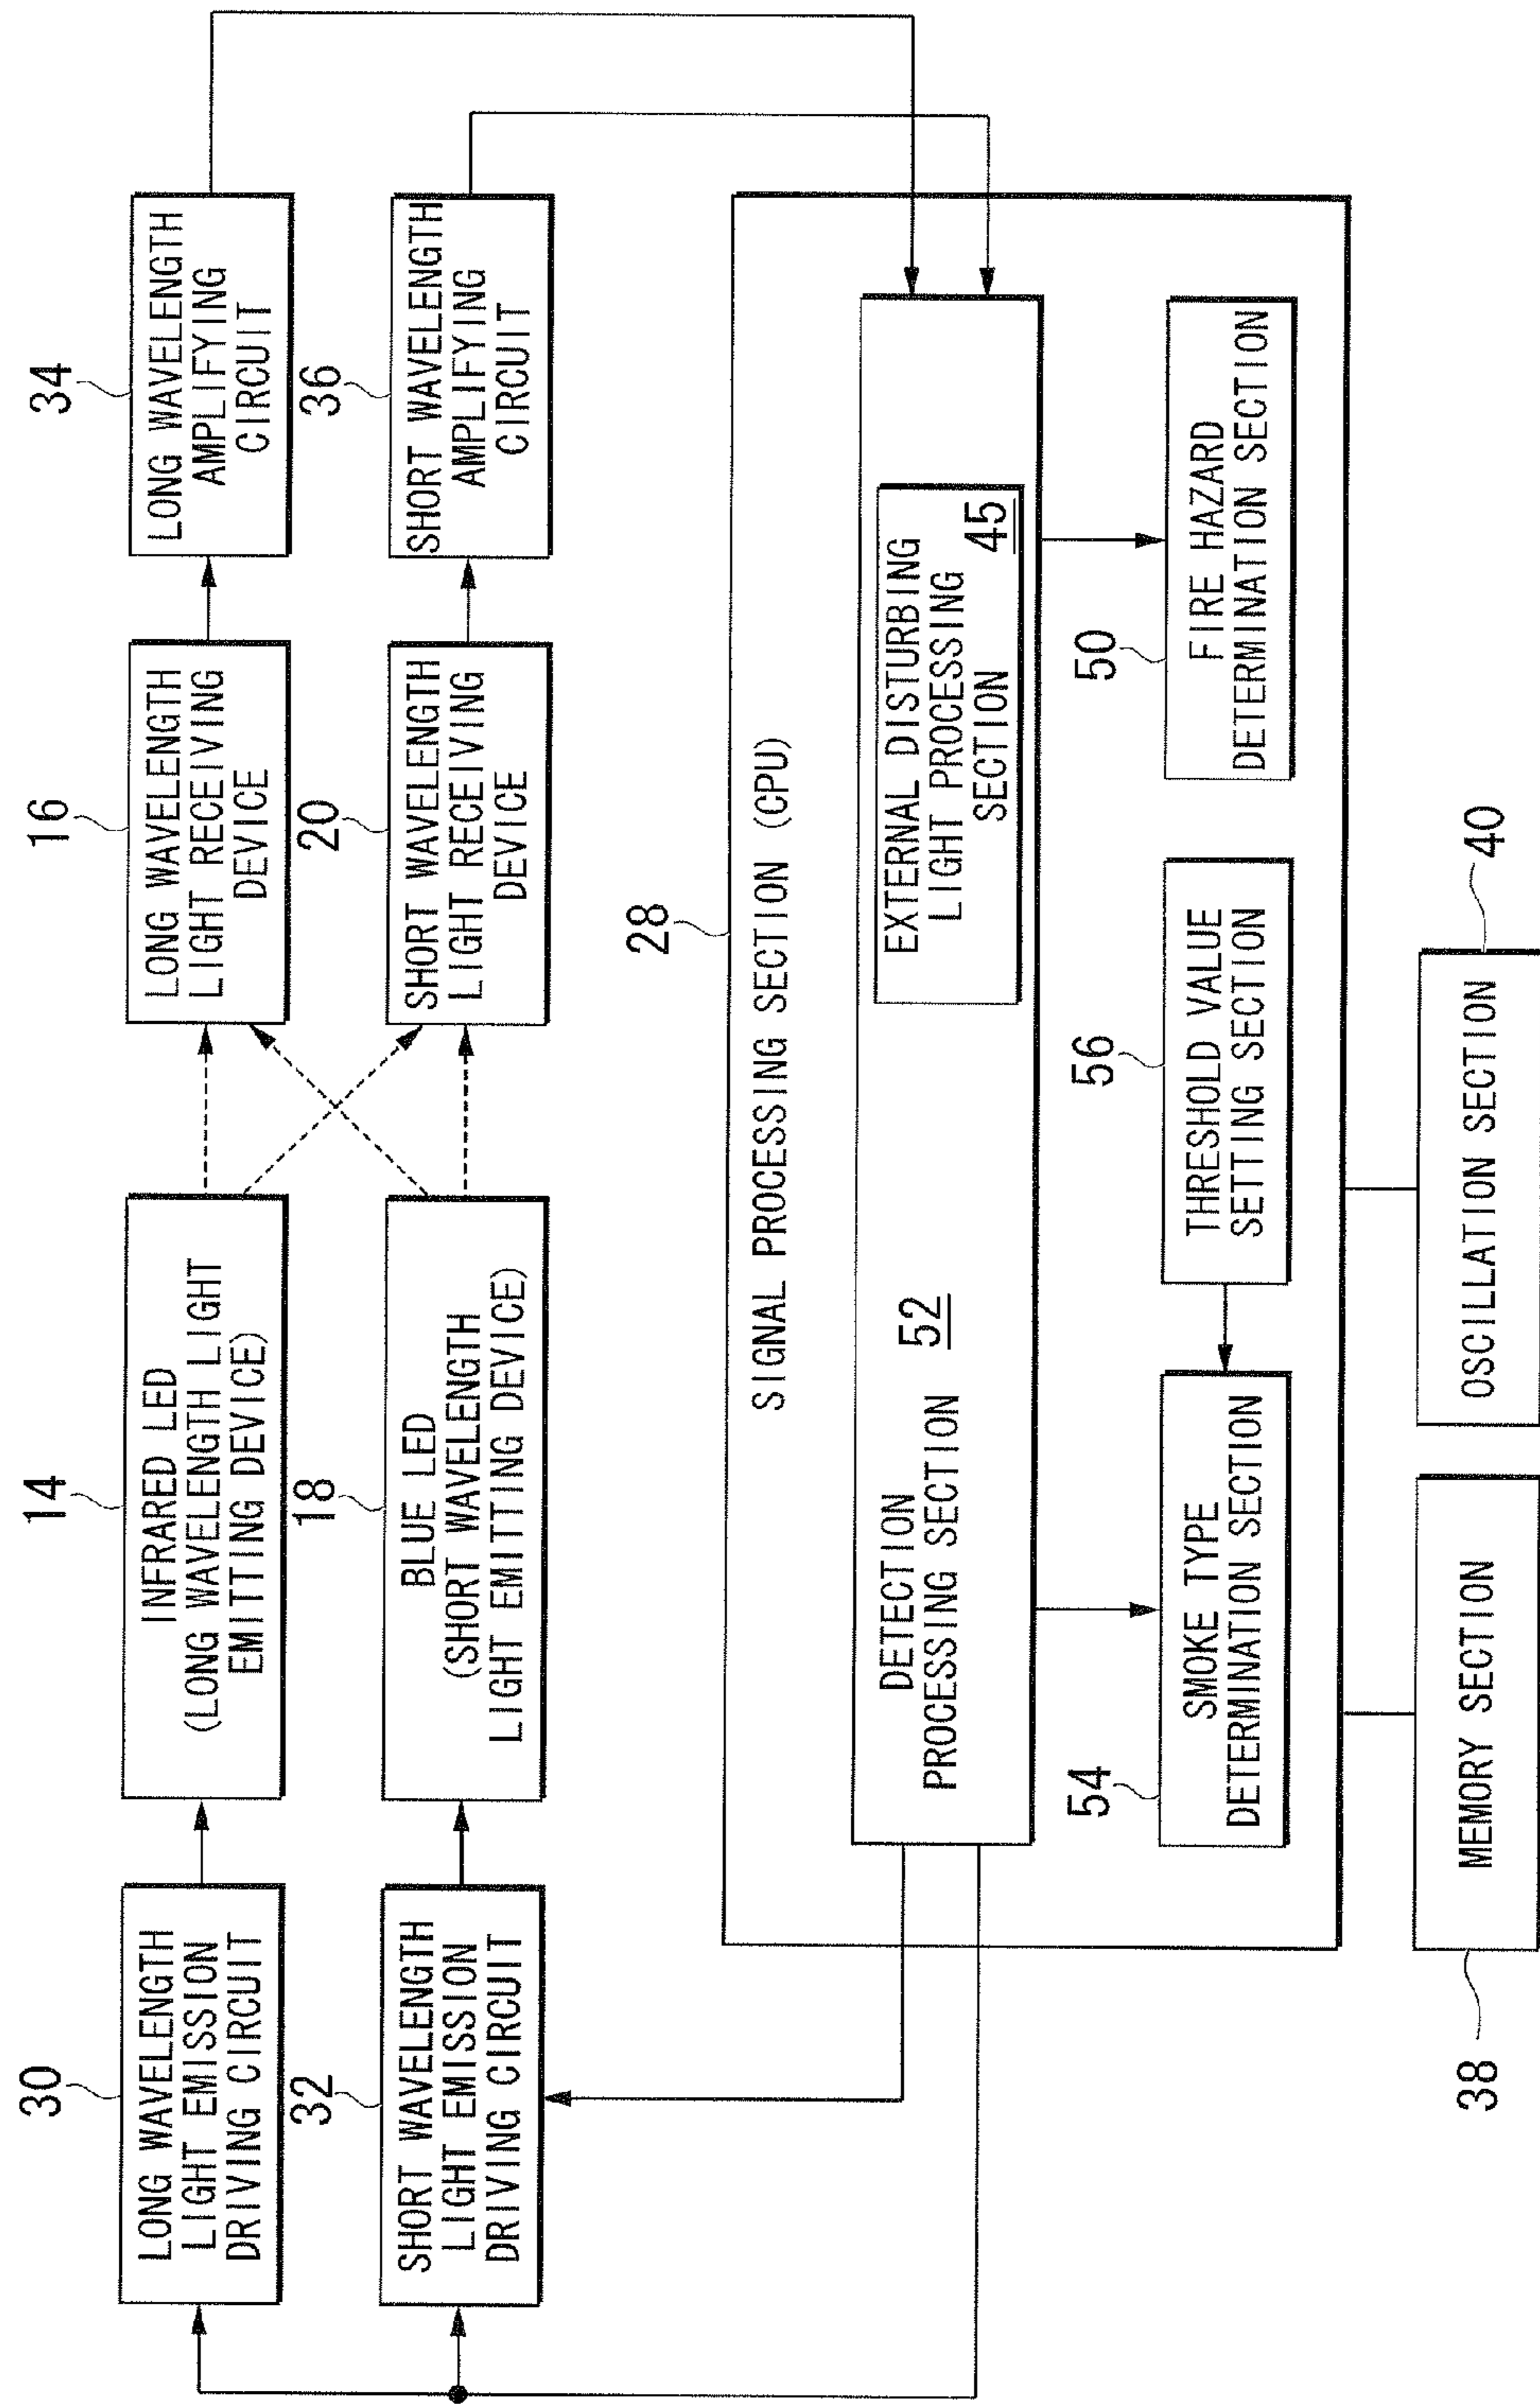 30
LONG WAVELENGTH
LIGHT EMISSION
DRIVING CIRCUIT
14
INFRARED LED
(LONG WAVELENGTH LIGHT
EMITTING DEVICE)
16
LONG WAVELENGTH
LIGHT RECEIVING
DEVICE
34
LONG WAVELENGTH
AMPLIFYING
CIRCUIT
32
SHORT WAVELENGTH
LIGHT EMISSION
DRIVING CIRCUIT
18
BLUE LED
(SHORT WAVELENGTH
LIGHT EMITTING DEVICE)
20
SHORT WAVELENGTH
LIGHT RECEIVING
DEVICE
36
SHORT WAVELENGTH
AMPLIFYING
CIRCUIT
28
SIGNAL PROCESSING SECTION (CPU)
DETECTION
PROCESSING SECTION 52
EXTERNAL DISTURBING
LIGHT PROCESSING
SECTION 45
54
SMOKE TYPE
DETERMINATION SECTION
56
THRESHOLD VALUE
SETTING SECTION
50
FIRE HAZARD
DETERMINATION SECTION
38
MEMORY SECTION
OSCILLATION SECTION
40